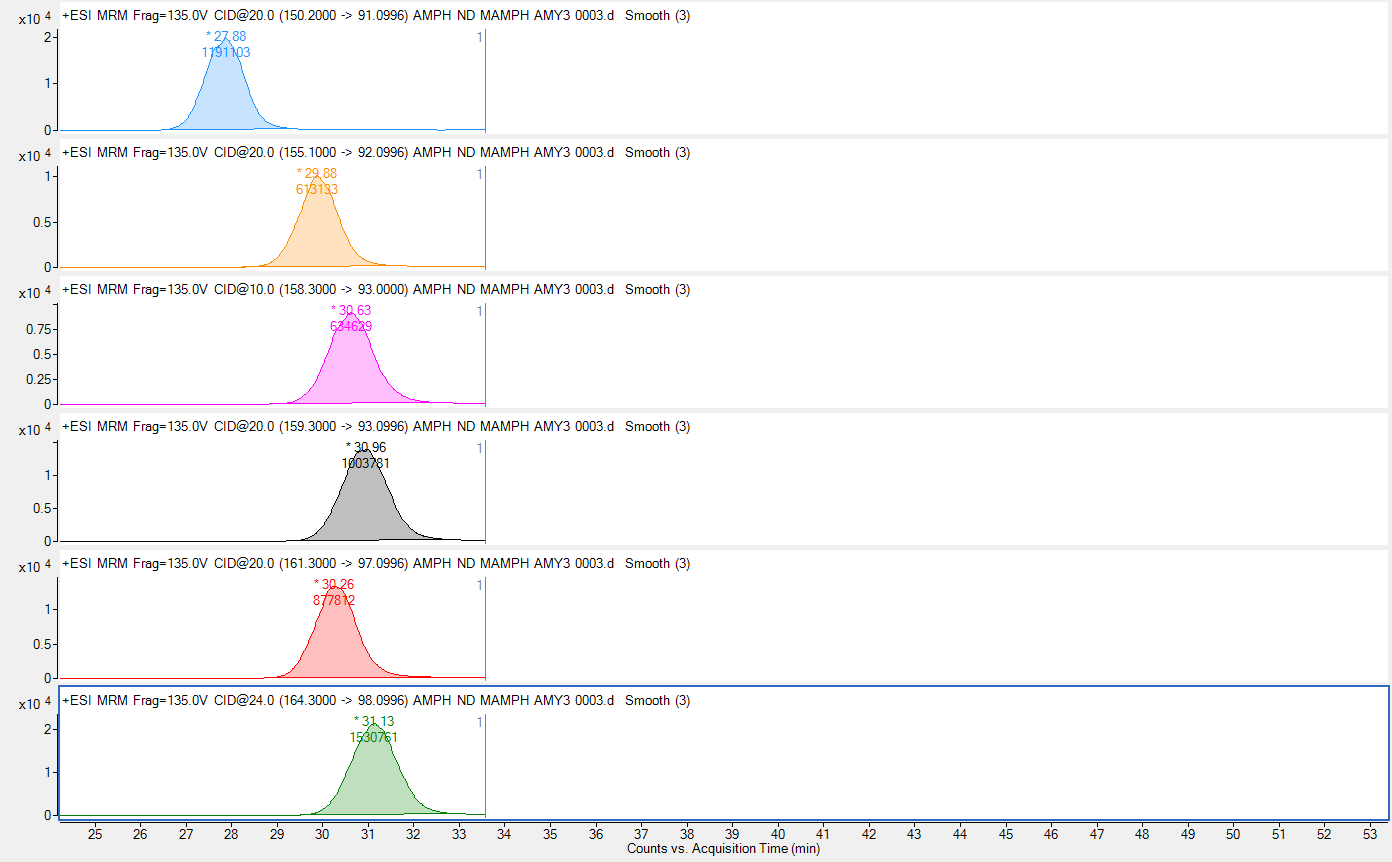 +ESI MRM Frag=135.0V CID@20.0 (150.2000 -> 91.0996) AMPH ND MAMPH AMY3 0003.d Smooth (3)
x10 4
2
* 27.88
1191103
1
1
0
+ESI MRM Frag=135.0V CID@20.0 (155.1000 -> 92.0996) AMPH ND MAMPH AMY3 0003.d Smooth (3)
x10 4
1
* 29.88
613133
1
0.5
0
+ESI MRM Frag=135.0V CID@10.0 (158.3000 -> 93.0000) AMPH ND MAMPH AMY3 0003.d Smooth (3)
x10 4
* 30.63
634629
1
0.75
0.5
0.25
0
+ESI MRM Frag=135.0V CID@20.0 (159.3000 -> 93.0996) AMPH ND MAMPH AMY3 0003.d Smooth (3)
x10 4
* 30.96
1003781
1
1
0.5
0
+ESI MRM Frag=135.0V CID@20.0 (161.3000 -> 97.0996) AMPH ND MAMPH AMY3 0003.d Smooth (3)
x10 4
* 30.26
877812
1
1
0.5
0
+ESI MRM Frag=135.0V CID@24.0 (164.3000 -> 98.0996) AMPH ND MAMPH AMY3 0003.d Smooth (3)
x10 4
2
* 31.13
1530761
1
1
0
25 26 27 28 29 30 31 32 33 34 35 36 37 38 39 40 41 42 43 44 45 46 47 48 49 50 51 52 53
Counts vs. Acquisition Time (min)